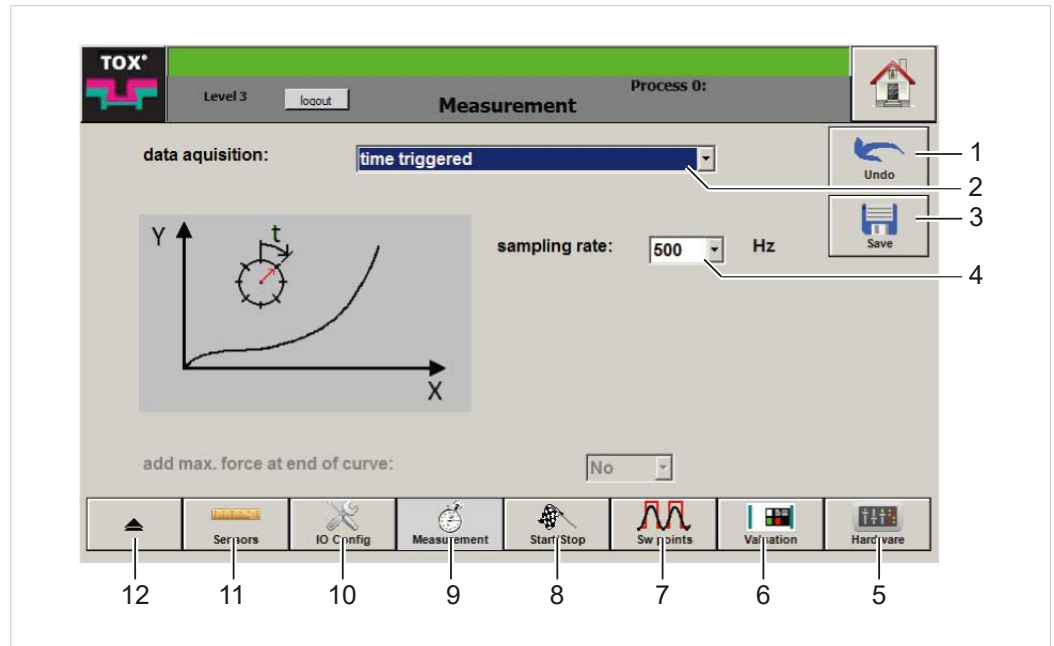 TOX®
Level 3 logout Measurement Process 0:
data aquisition: time triggered
Undo
1
2
Save
3
Y t
sampling rate: 500 Hz
4
X
add max. force at end of curve: No
Sensors IO Config Measurement Start/Stop Sw points Valuation Hardware
12 11 10 9 8 7 6 5